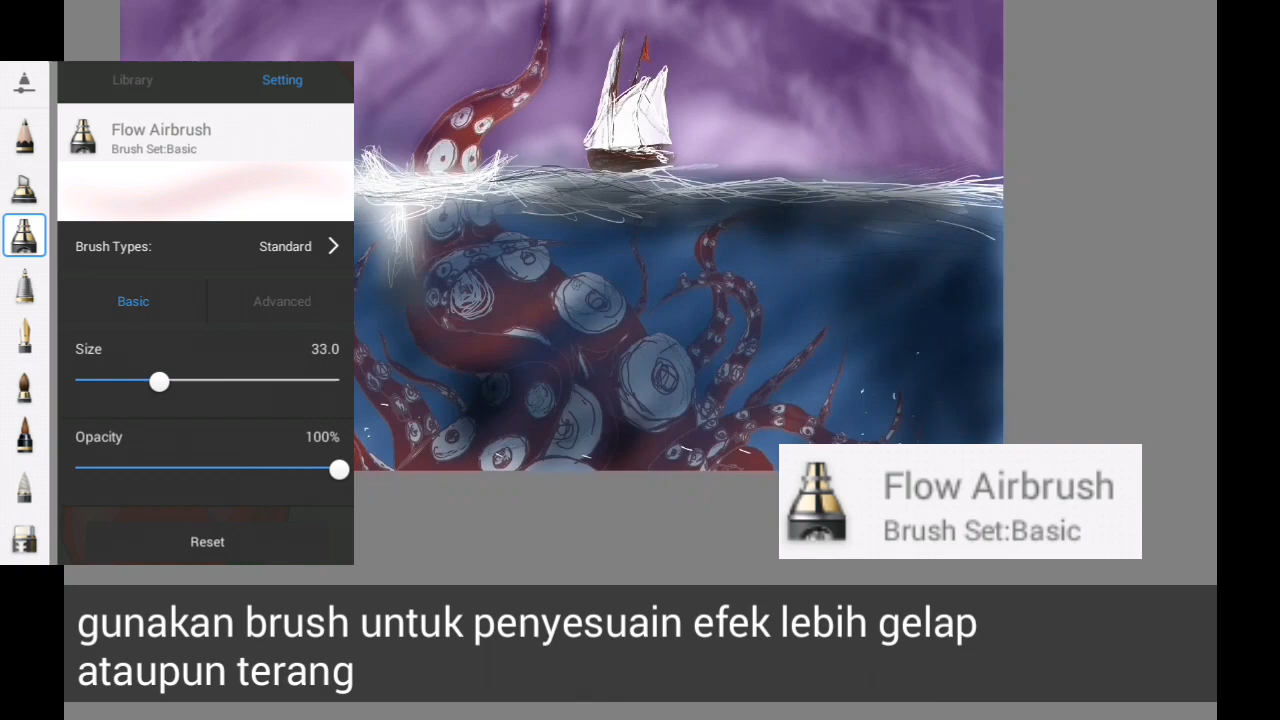 Library
Setting
Flow Airbrush
Brush Set:Basic
Brush Types:
Standard
Basic
Advanced
Size
33.0
Opacity
100%
Reset
Flow Airbrush
Brush Set:Basic
gunakan brush untuk penyesuain efek lebih gelap
ataupun terang